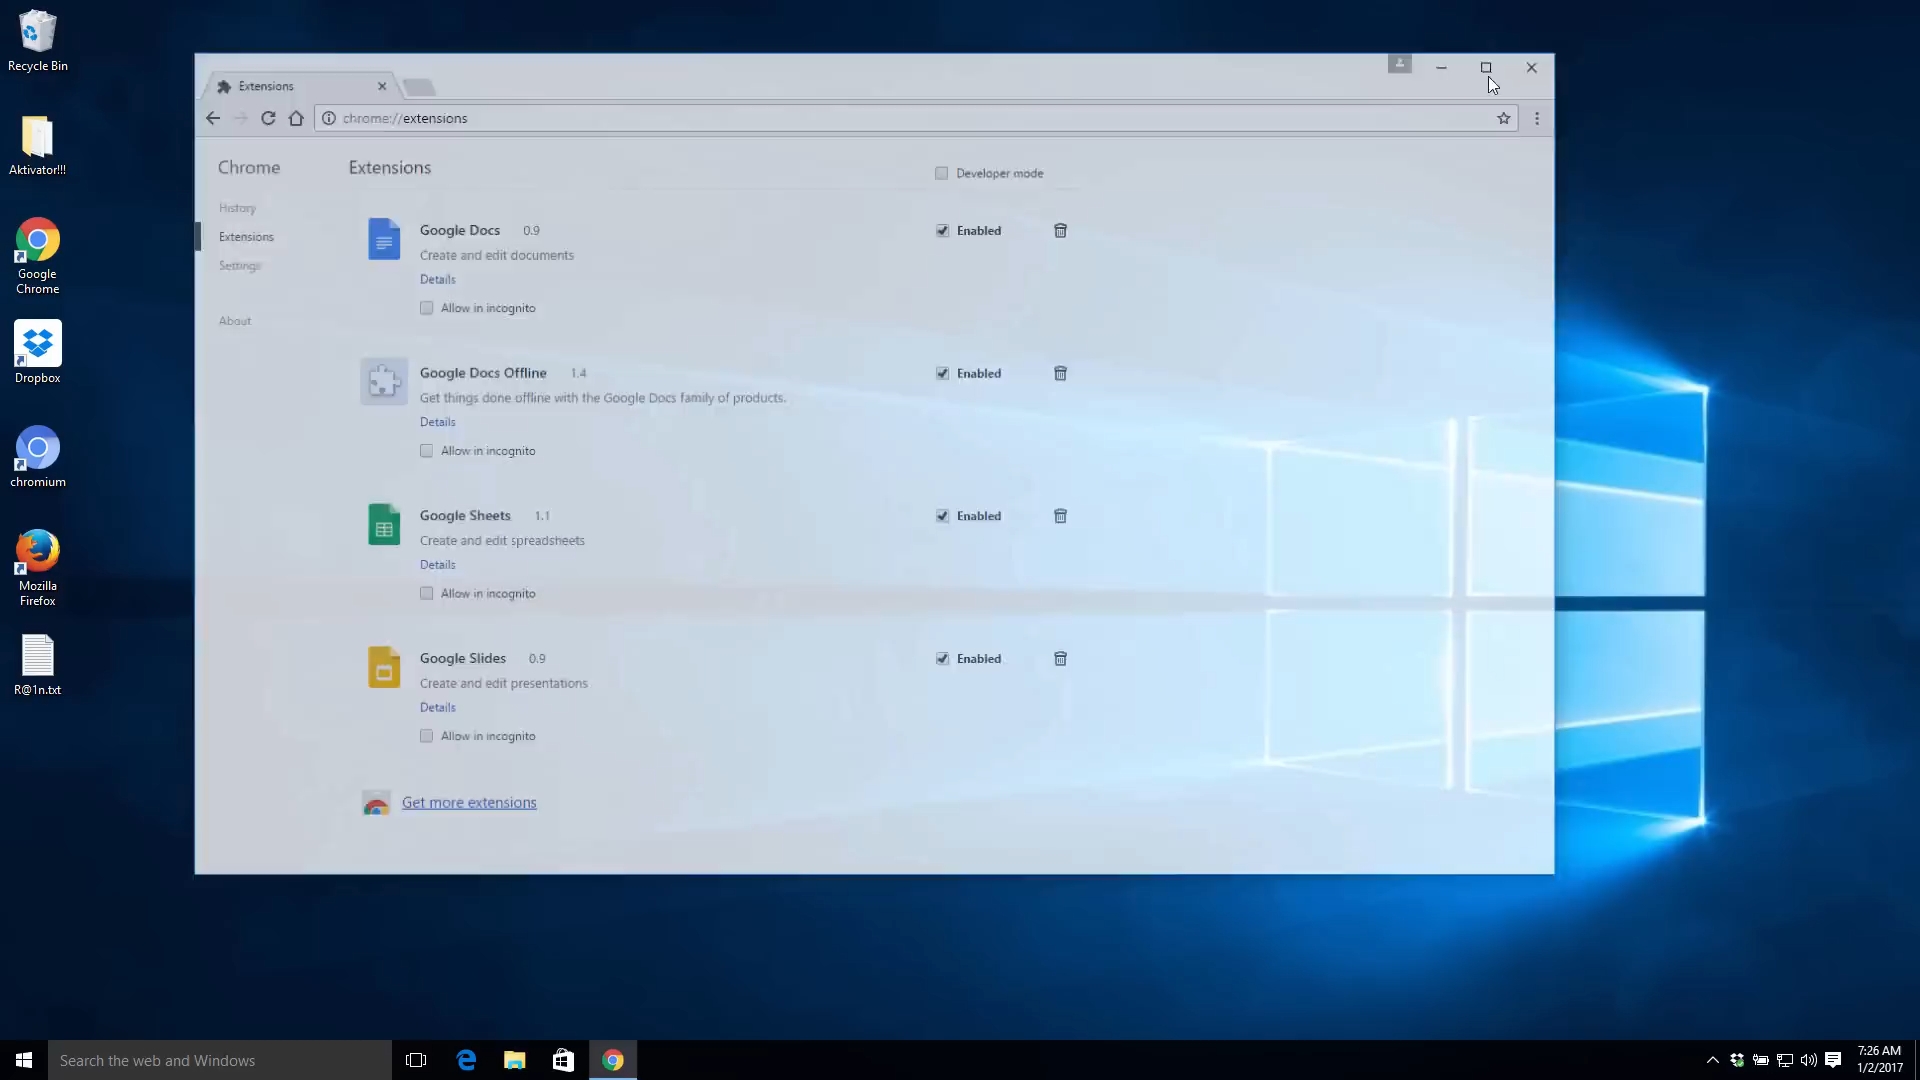 Recycle Bin
Aktivator!!!
Google
Chrome
Dropbox
chromium
Mozilla
Firefox
R@1n.txt
Extensions
chrome://extensions
Chrome
History
Extensions
Settings
About
Extensions
Developer mode
Google Docs 0.9
Enabled
Create and edit documents
Details
Allow in incognito
Google Docs Offline 1.4
Enabled
Get things done offline with the Google Docs family of products.
Details
Allow in incognito
Google Sheets 1.1
Enabled
Create and edit spreadsheets
Details
Allow in incognito
Google Slides 0.9
Enabled
Create and edit presentations
Details
Allow in incognito
Get more extensions
Search the web and Windows
7:26 AM
1/2/2017